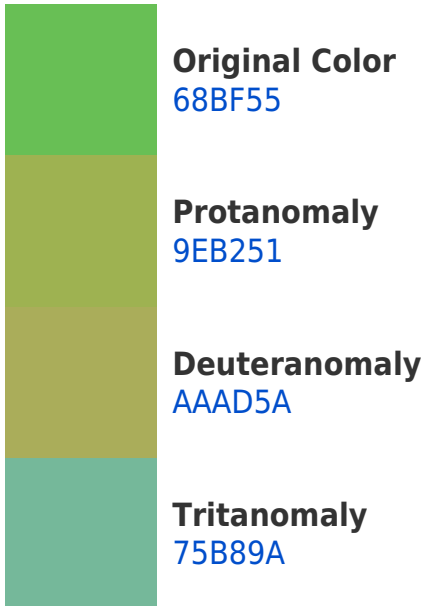 Original Color
68BF55
Protanomaly
9EB251
Deuteranomaly
AAAD5A
Tritanomaly
75B89A